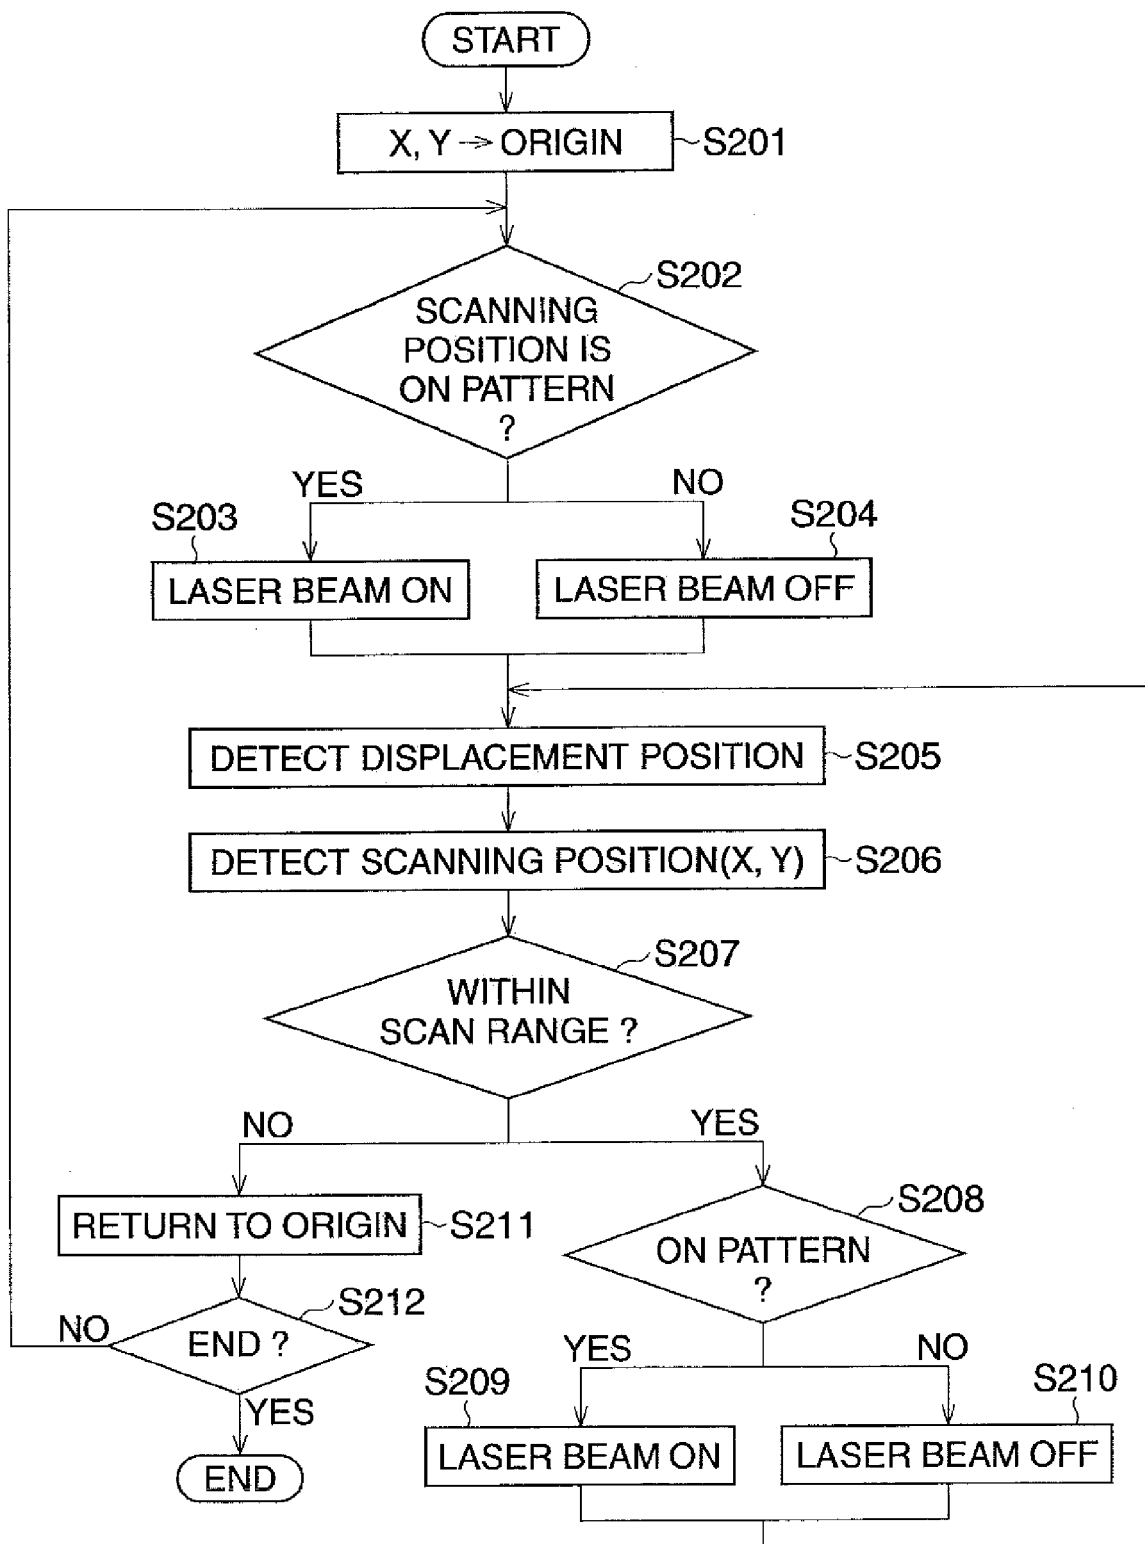 START
X, Y → ORIGIN
S201
S202
SCANNING
POSITION IS
ON PATTERN
?
YES
NO
S203
S204
LASER BEAM ON
LASER BEAM OFF
DETECT DISPLACEMENT POSITION
S205
DETECT SCANNING POSITION(X, Y)
S206
S207
WITHIN
SCAN RANGE ?
NO
YES
RETURN TO ORIGIN
S211
S208
ON PATTERN
?
S212
NO
END ?
YES
NO
S209
S210
YES
LASER BEAM ON
LASER BEAM OFF
END